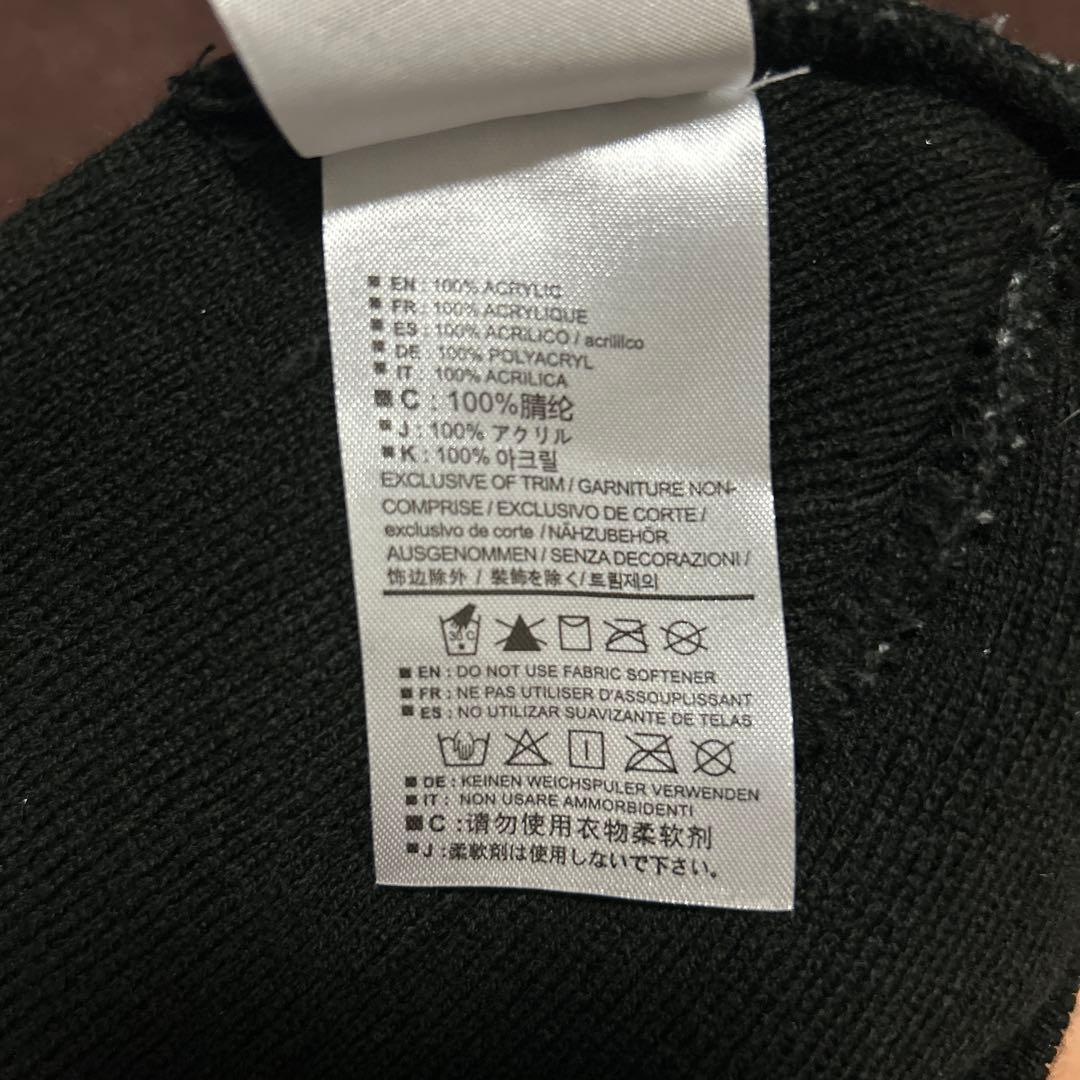 EN : 100% ACRYLIC
FR : 100% ACRYLIQUE
ES : 100% ACRILICO / acrililco
DE : 100% POLYACRYL
IT : 100% ACRILICA
C : 100%腈纶
J : 100% アクリル
K : 100% 아크릴
EXCLUSIVE OF TRIM / GARNITURE NON-
COMPRISE / EXCLUSIVO DE CORTE /
exclusivo de corte / NÄHZUBEHÖR
AUSGENOMMEN / SENZA DECORAZIONI /
饰边除外 / 裝飾を除く/ 트림제의
30 C
EN : DO NOT USE FABRIC SOFTENER
FR : NE PAS UTILISER D'ASSOUPLISSANT
ES : NO UTILIZAR SUAVIZANTE DE TELAS
DE : KEINEN WEICHSPULER VERWENDEN
IT : NON USARE AMMORBIDENTI
C :请勿使用衣物柔软剂
J :柔軟剤は使用しないで下さい。